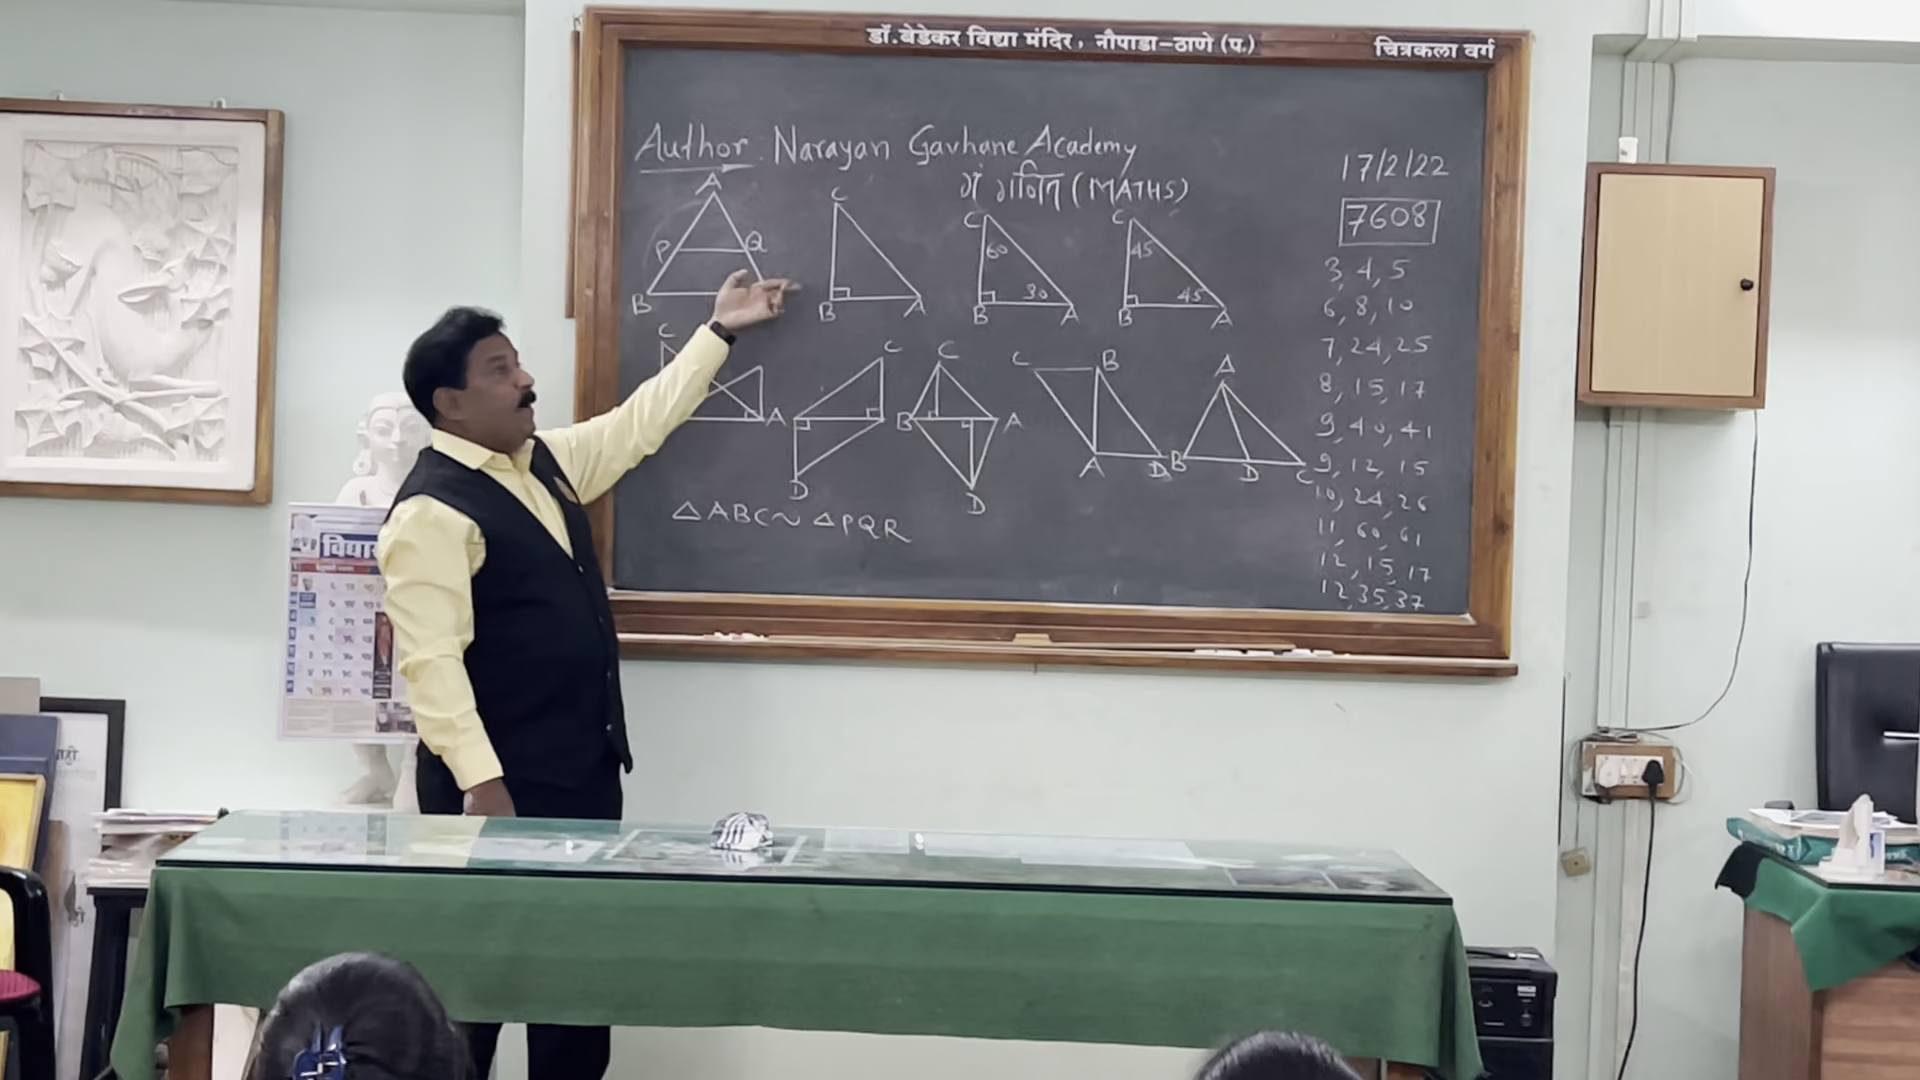 डॉ. बेडेकर विद्या मंदिर, नौपाडा-ठाणे (प.)
चित्रकला वर्ग
Author: Narayan Gavhane Academy
गणित (MATHS)
17/2/22
7608
A
P Q
B
C
B A
C
60
30
B A
C
45
45
B A
C
A
C
D
C
B A
D
C B
A D
A
B D C
△ABC ~ △PQR
3, 4, 5
6, 8, 10
7, 24, 25
8, 15, 17
9, 40, 41
9, 12, 15
10, 24, 26
11, 60, 61
12, 15, 17
12, 35, 37
विद्या